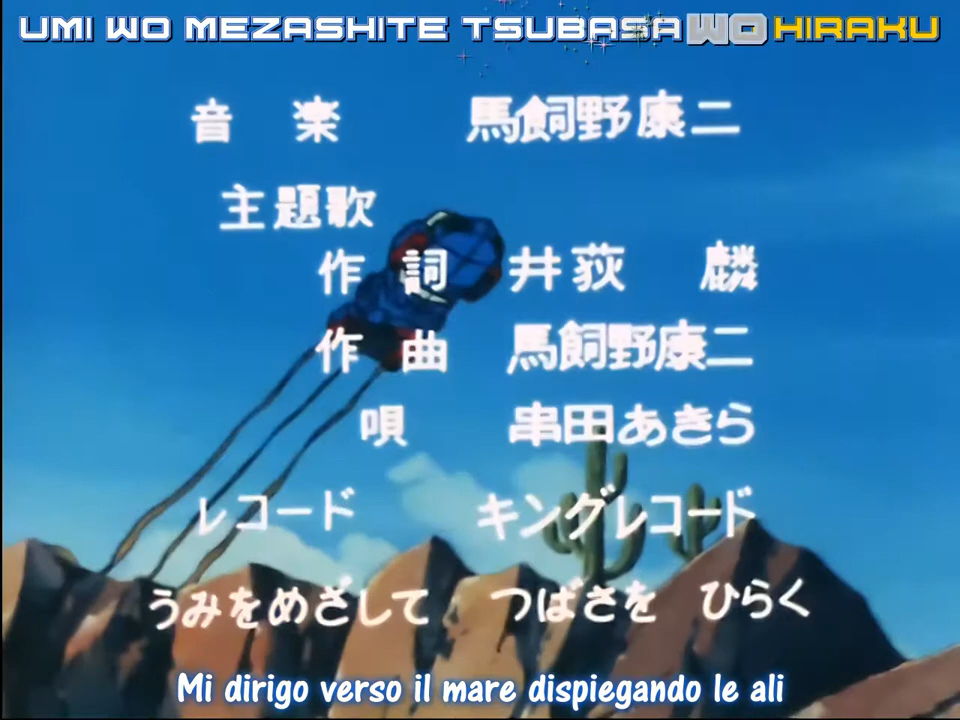 UMI WO MEZASHITE TSUBASA WO HIRAKU
音 楽 馬飼野康二
主題歌
作 詞 井荻 麟
作 曲 馬飼野康二
唄 串田あきら
レコード キングレコード
うみをめざして つばさを ひらく
Mi dirigo verso il mare dispiegando le ali